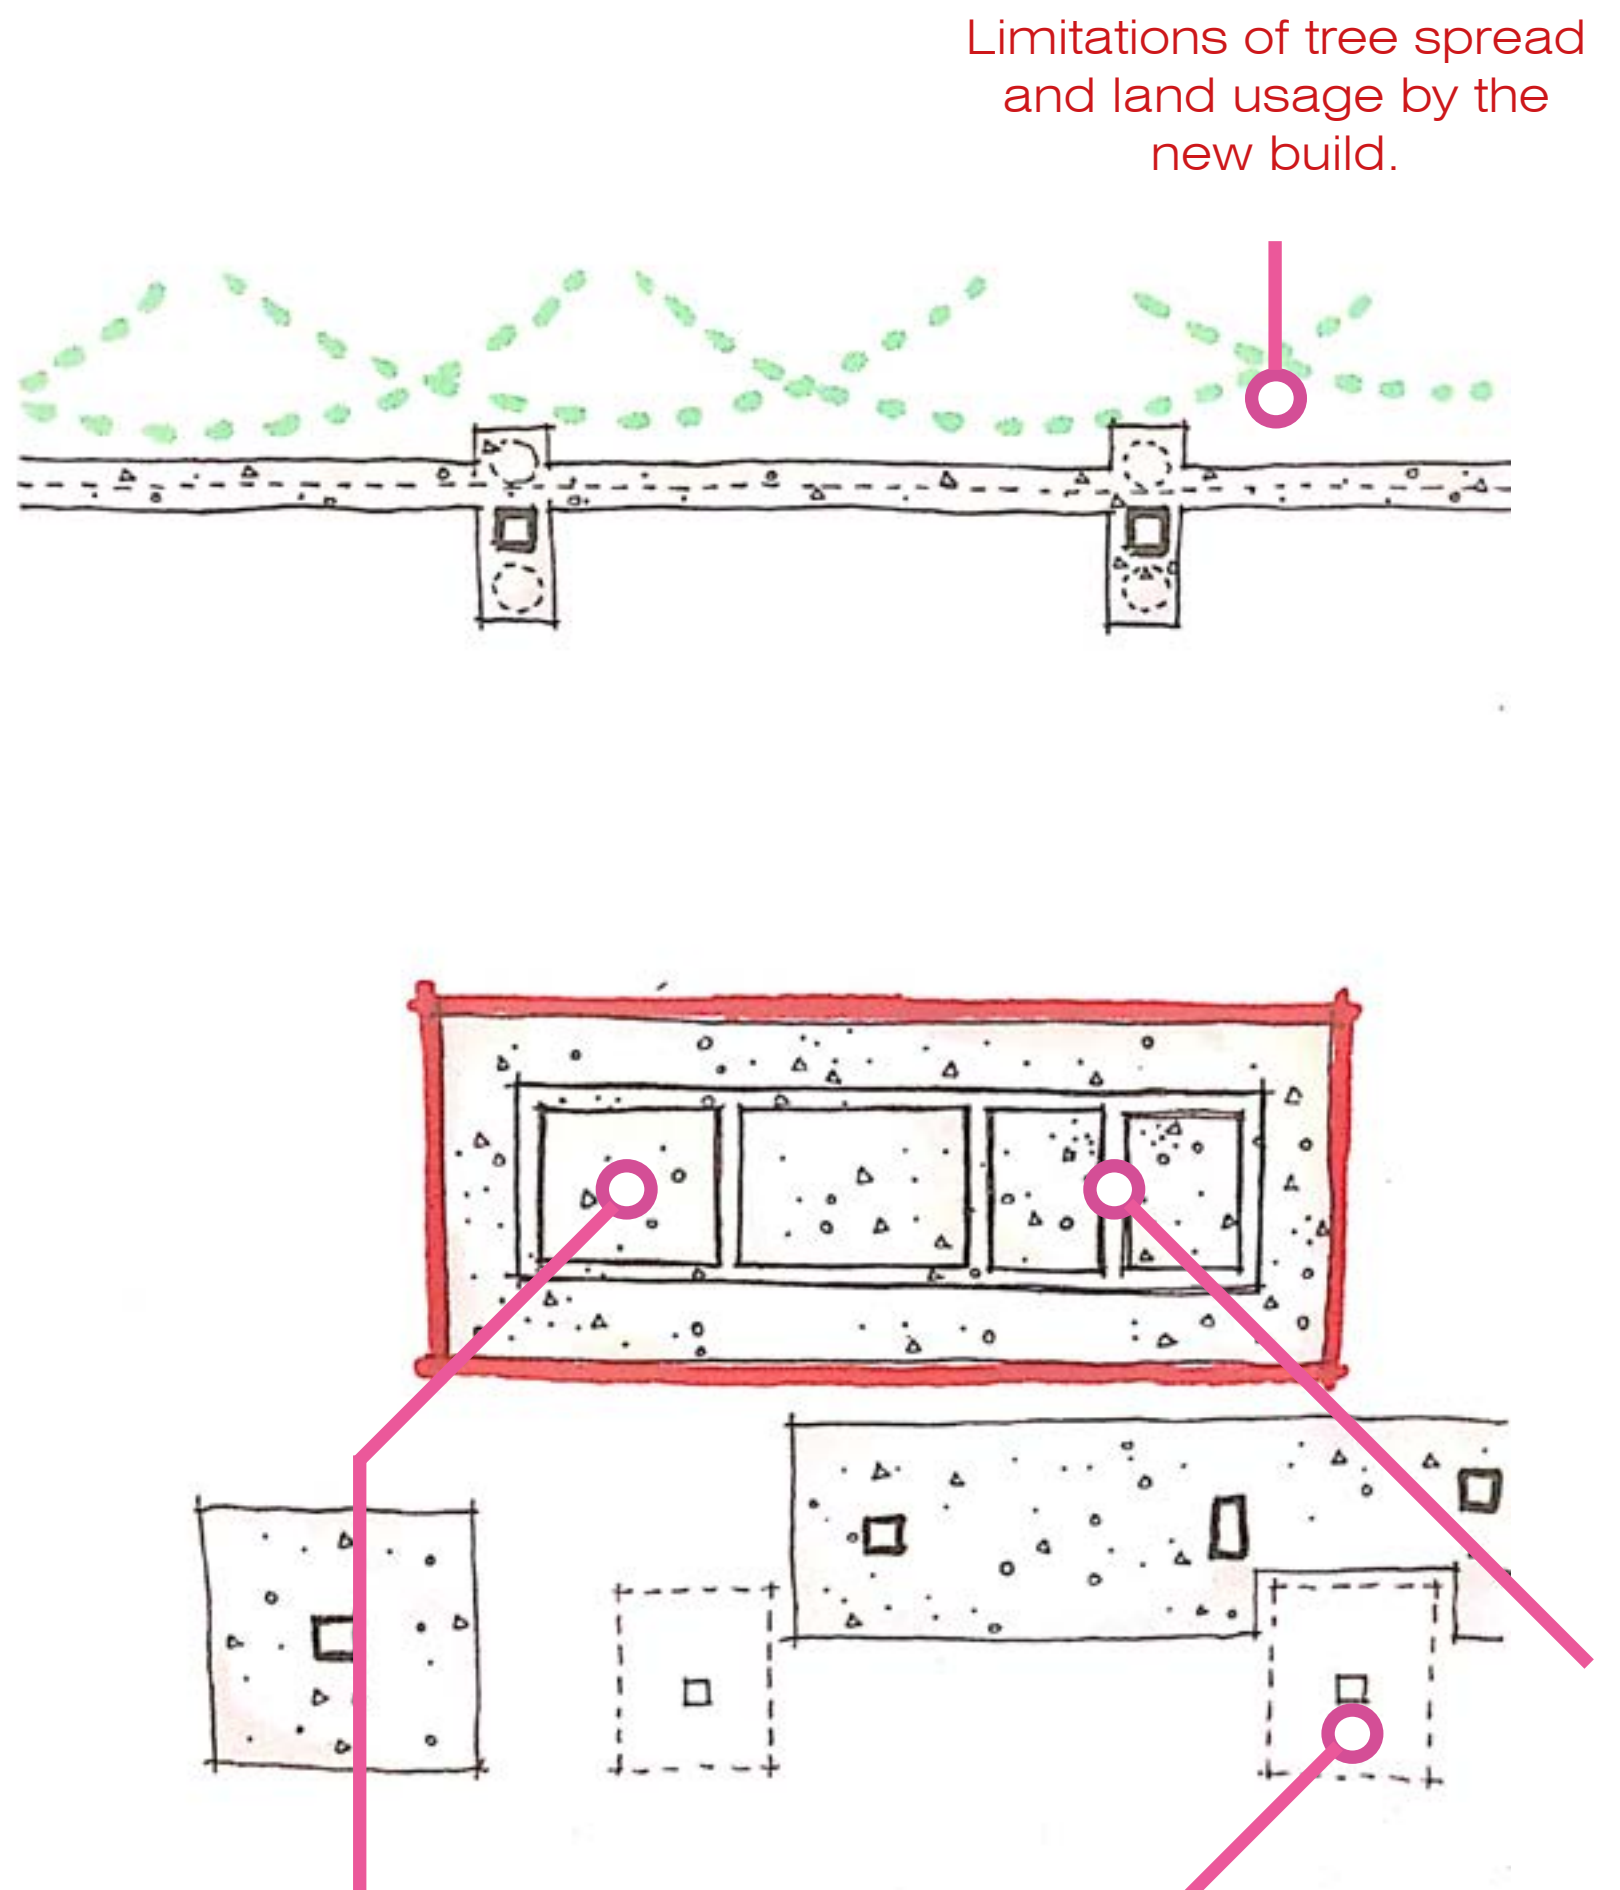 Limitations of tree spread
and land usage by the
new build.